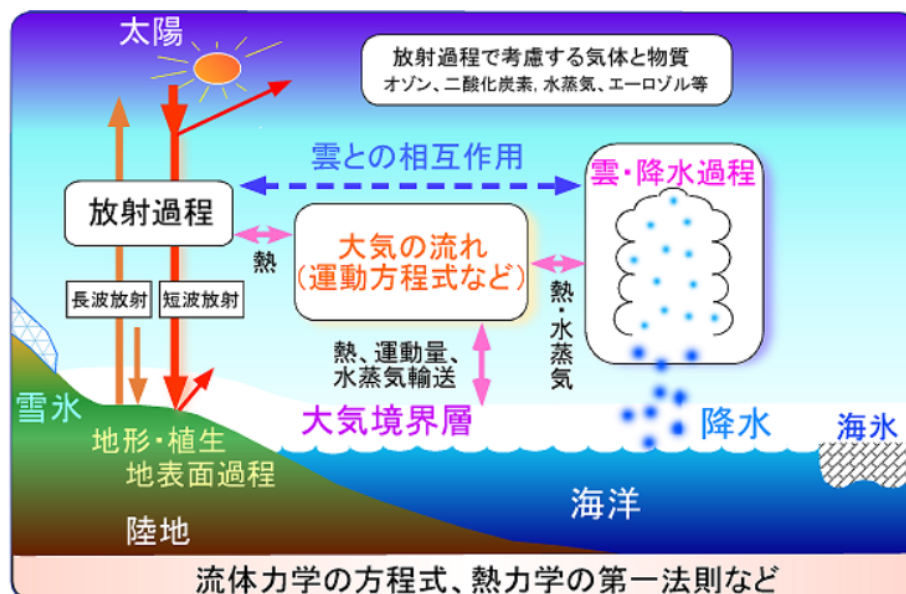 太陽
放射過程で考慮する気体と物質
オゾン、二酸化炭素, 水蒸気、エーロゾル等
雲との相互作用
雲・降水過程
放射過程
熱
大気の流れ
(運動方程式など)
熱・水蒸気
長波放射
短波放射
熱、運動量、
水蒸気輸送
雪氷
大気境界層
降水
海氷
地形・植生
地表面過程
海洋
陸地
流体力学の方程式、熱力学の第一法則など